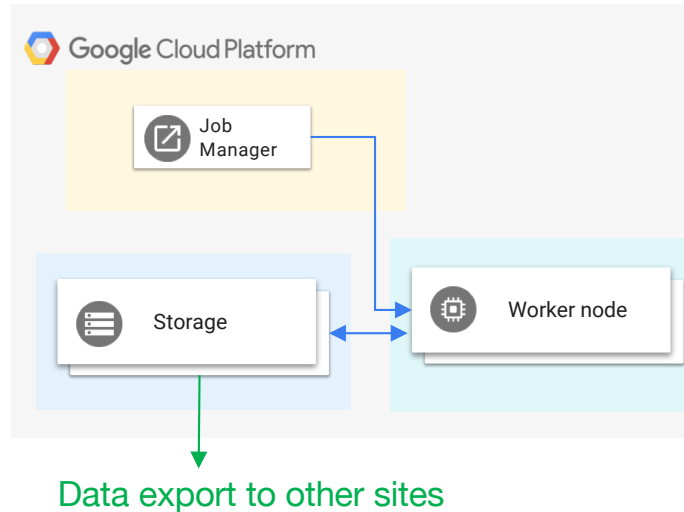 Google Cloud Platform
Job
Manager
Storage
Worker node
Data export to other sites